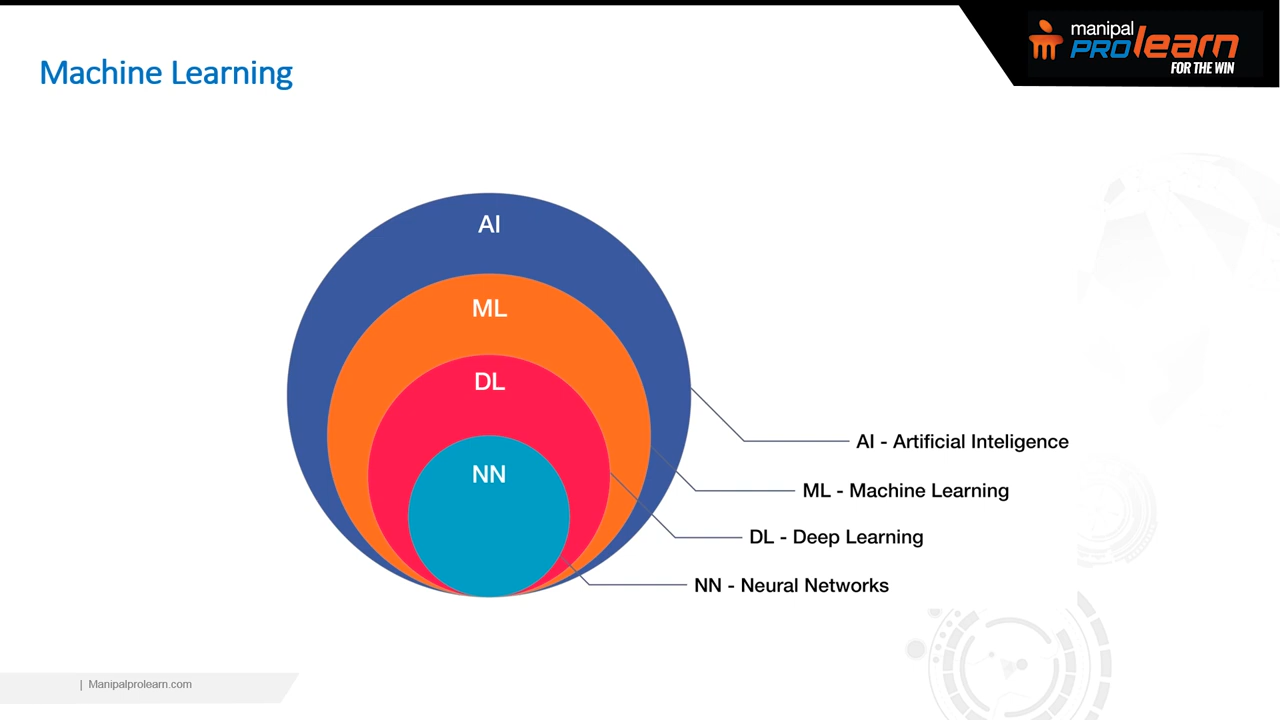 manipal
PROlearn
FOR THE WIN
Machine Learning
AI
ML
DL
NN
AI - Artificial Inteligence
ML - Machine Learning
DL - Deep Learning
NN - Neural Networks
| Manipalprolearn.com